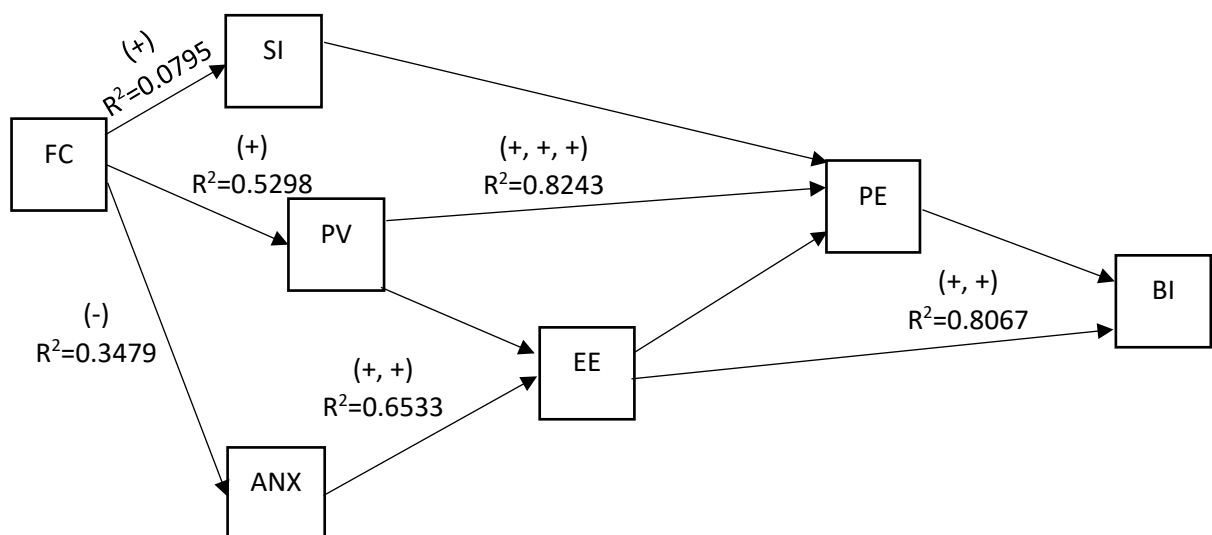 (+)
R²=0.0795
SI
FC
(+)
R²=0.5298
(+, +, +)
R²=0.8243
PE
PV
(-)
R²=0.3479
(+, +)
R²=0.8067
BI
EE
(+, +)
R²=0.6533
ANX